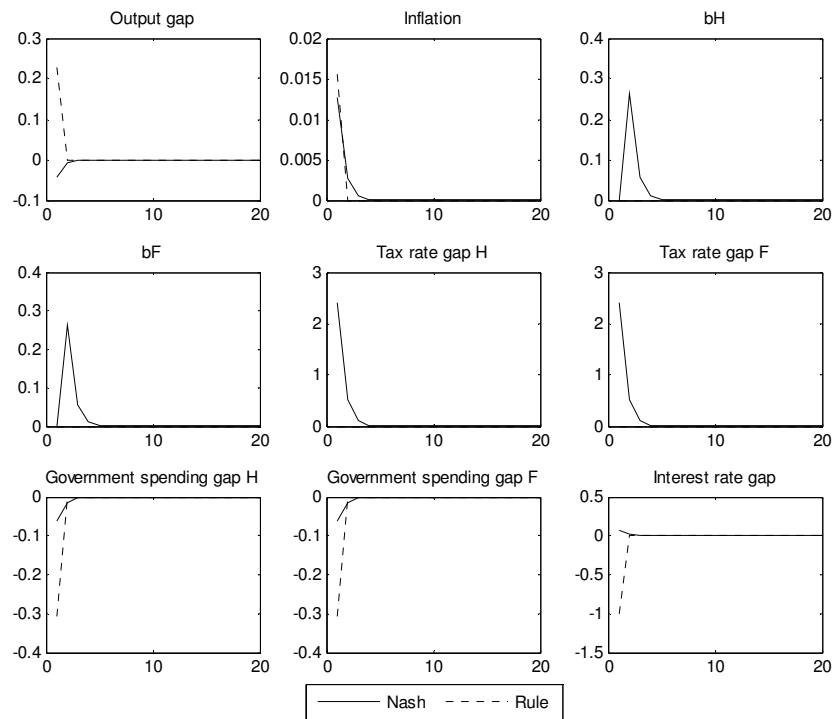 Output gap
0.3
0.2
0.1
0
-0.1
0 10 20
Inflation
0.02
0.015
0.01
0.005
0
0 10 20
bH
0.4
0.3
0.2
0.1
0
0 10 20
bF
0.4
0.3
0.2
0.1
0
0 10 20
Tax rate gap H
3
2
1
0
0 10 20
Tax rate gap F
3
2
1
0
0 10 20
Government spending gap H
0
-0.1
-0.2
-0.3
-0.4
0 10 20
Government spending gap F
0
-0.1
-0.2
-0.3
-0.4
0 10 20
Interest rate gap
0.5
0
-0.5
-1
-1.5
0 10 20
Nash Rule